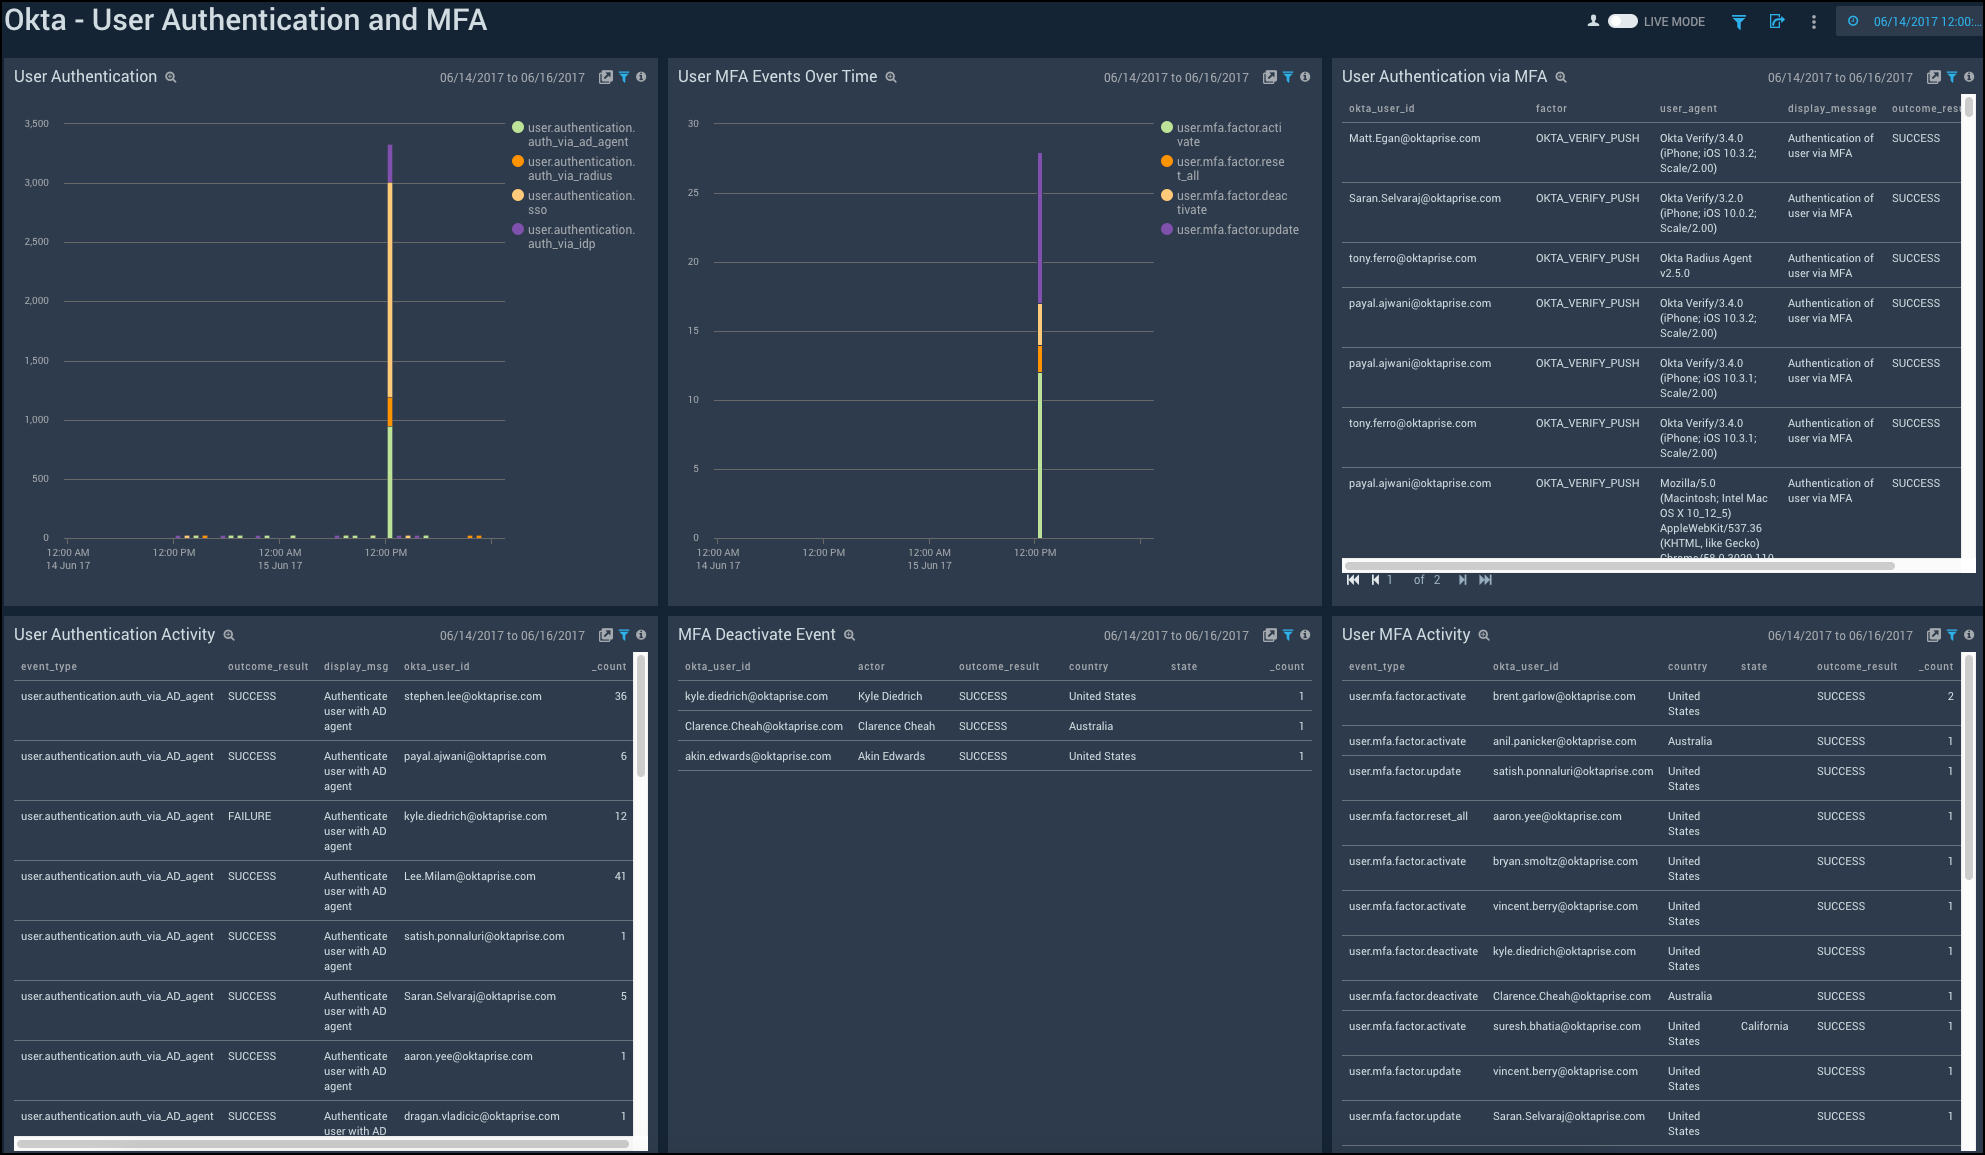 Okta - User Authentication and MFA
LIVE MODE
06/14/2017 12:00:...
User Authentication
06/14/2017 to 06/16/2017
3,500
3,000
2,500
2,000
1,500
1,000
500
0
12:00 AM
14 Jun 17
12:00 PM
12:00 AM
15 Jun 17
12:00 PM
user.authentication.
auth_via_ad_agent
user.authentication.
auth_via_radius
user.authentication.
sso
user.authentication.
auth_via_idp
User MFA Events Over Time
06/14/2017 to 06/16/2017
30
25
20
15
10
5
0
12:00 AM
14 Jun 17
12:00 PM
12:00 AM
15 Jun 17
12:00 PM
user.mfa.factor.acti
vate
user.mfa.factor.rese
t_all
user.mfa.factor.deac
tivate
user.mfa.factor.update
User Authentication via MFA
06/14/2017 to 06/16/2017
okta_user_id factor user_agent display_message outcome_resu
Matt.Egan@oktaprise.com OKTA_VERIFY_PUSH Okta Verify/3.4.0 Authentication of SUCCESS
(iPhone; iOS 10.3.2; user via MFA
Scale/2.00)
Saran.Selvaraj@oktaprise.com OKTA_VERIFY_PUSH Okta Verify/3.2.0 Authentication of SUCCESS
(iPhone; iOS 10.0.2; user via MFA
Scale/2.00)
tony.ferro@oktaprise.com OKTA_VERIFY_PUSH Okta Radius Agent Authentication of SUCCESS
v2.5.0 user via MFA
payal.ajwani@oktaprise.com OKTA_VERIFY_PUSH Okta Verify/3.4.0 Authentication of SUCCESS
(iPhone; iOS 10.3.2; user via MFA
Scale/2.00)
payal.ajwani@oktaprise.com OKTA_VERIFY_PUSH Okta Verify/3.4.0 Authentication of SUCCESS
(iPhone; iOS 10.3.1; user via MFA
Scale/2.00)
tony.ferro@oktaprise.com OKTA_VERIFY_PUSH Okta Verify/3.4.0 Authentication of SUCCESS
(iPhone; iOS 10.3.1; user via MFA
Scale/2.00)
payal.ajwani@oktaprise.com OKTA_VERIFY_PUSH Mozilla/5.0 Authentication of SUCCESS
(Macintosh; Intel Mac user via MFA
OS X 10_12_5)
AppleWebKit/537.36
(KHTML, like Gecko)
Chrome/58.0.3029.110
1 of 2
User Authentication Activity
06/14/2017 to 06/16/2017
event_type outcome_result display_msg okta_user_id _count
user.authentication.auth_via_AD_agent SUCCESS Authenticate stephen.lee@oktaprise.com 36
user with AD
agent
user.authentication.auth_via_AD_agent SUCCESS Authenticate payal.ajwani@oktaprise.com 6
user with AD
agent
user.authentication.auth_via_AD_agent FAILURE Authenticate kyle.diedrich@oktaprise.com 12
user with AD
agent
user.authentication.auth_via_AD_agent SUCCESS Authenticate Lee.Milam@oktaprise.com 41
user with AD
agent
user.authentication.auth_via_AD_agent SUCCESS Authenticate satish.ponnaluri@oktaprise.com 1
user with AD
agent
user.authentication.auth_via_AD_agent SUCCESS Authenticate Saran.Selvaraj@oktaprise.com 5
user with AD
agent
user.authentication.auth_via_AD_agent SUCCESS Authenticate aaron.yee@oktaprise.com 1
user with AD
agent
user.authentication.auth_via_AD_agent SUCCESS Authenticate dragan.vladicic@oktaprise.com 1
user with AD
MFA Deactivate Event
06/14/2017 to 06/16/2017
okta_user_id actor outcome_result country state _count
kyle.diedrich@oktaprise.com Kyle Diedrich SUCCESS United States 1
Clarence.Cheah@oktaprise.com Clarence Cheah SUCCESS Australia 1
akin.edwards@oktaprise.com Akin Edwards SUCCESS United States 1
User MFA Activity
06/14/2017 to 06/16/2017
event_type okta_user_id country state outcome_result _count
user.mfa.factor.activate brent.garlow@oktaprise.com United SUCCESS 2
States
user.mfa.factor.activate anil.panicker@oktaprise.com Australia SUCCESS 1
user.mfa.factor.update satish.ponnaluri@oktaprise.com United SUCCESS 1
States
user.mfa.factor.reset_all aaron.yee@oktaprise.com United SUCCESS 1
States
user.mfa.factor.activate bryan.smoltz@oktaprise.com United SUCCESS 1
States
user.mfa.factor.activate vincent.berry@oktaprise.com United SUCCESS 1
States
user.mfa.factor.deactivate kyle.diedrich@oktaprise.com United SUCCESS 1
States
user.mfa.factor.deactivate Clarence.Cheah@oktaprise.com Australia SUCCESS 1
user.mfa.factor.activate suresh.bhatia@oktaprise.com United California SUCCESS 1
States
user.mfa.factor.update vincent.berry@oktaprise.com United SUCCESS 1
States
user.mfa.factor.update Saran.Selvaraj@oktaprise.com United SUCCESS 1
States